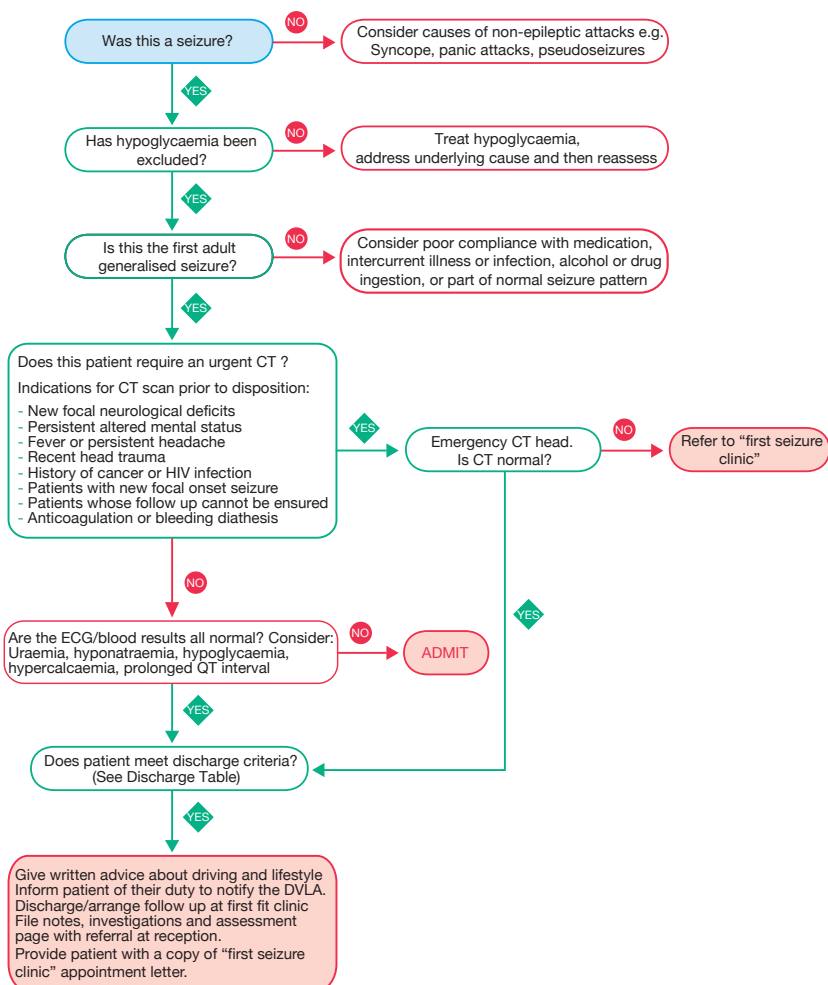 Was this a seizure?
NO
Consider causes of non-epileptic attacks e.g.
Syncope, panic attacks, pseudoseizures
YES
Has hypoglycaemia been
excluded?
NO
Treat hypoglycaemia,
address underlying cause and then reassess
YES
Is this the first adult
generalised seizure?
NO
Consider poor compliance with medication,
intercurrent illness or infection, alcohol or drug
ingestion, or part of normal seizure pattern
YES
Does this patient require an urgent CT ?
Indications for CT scan prior to disposition:
- New focal neurological deficits
- Persistent altered mental status
- Fever or persistent headache
- Recent head trauma
- History of cancer or HIV infection
- Patients with new focal onset seizure
- Patients whose follow up cannot be ensured
- Anticoagulation or bleeding diathesis
YES
Emergency CT head.
Is CT normal?
NO
Refer to “first seizure
clinic”
NO
YES
Are the ECG/blood results all normal? Consider:
Uraemia, hyponatraemia, hypoglycaemia,
hypercalcaemia, prolonged QT interval
NO
ADMIT
YES
Does patient meet discharge criteria?
(See Discharge Table)
YES
Give written advice about driving and lifestyle
Inform patient of their duty to notify the DVLA.
Discharge/arrange follow up at first fit clinic
File notes, investigations and assessment
page with referral at reception.
Provide patient with a copy of “first seizure
clinic” appointment letter.